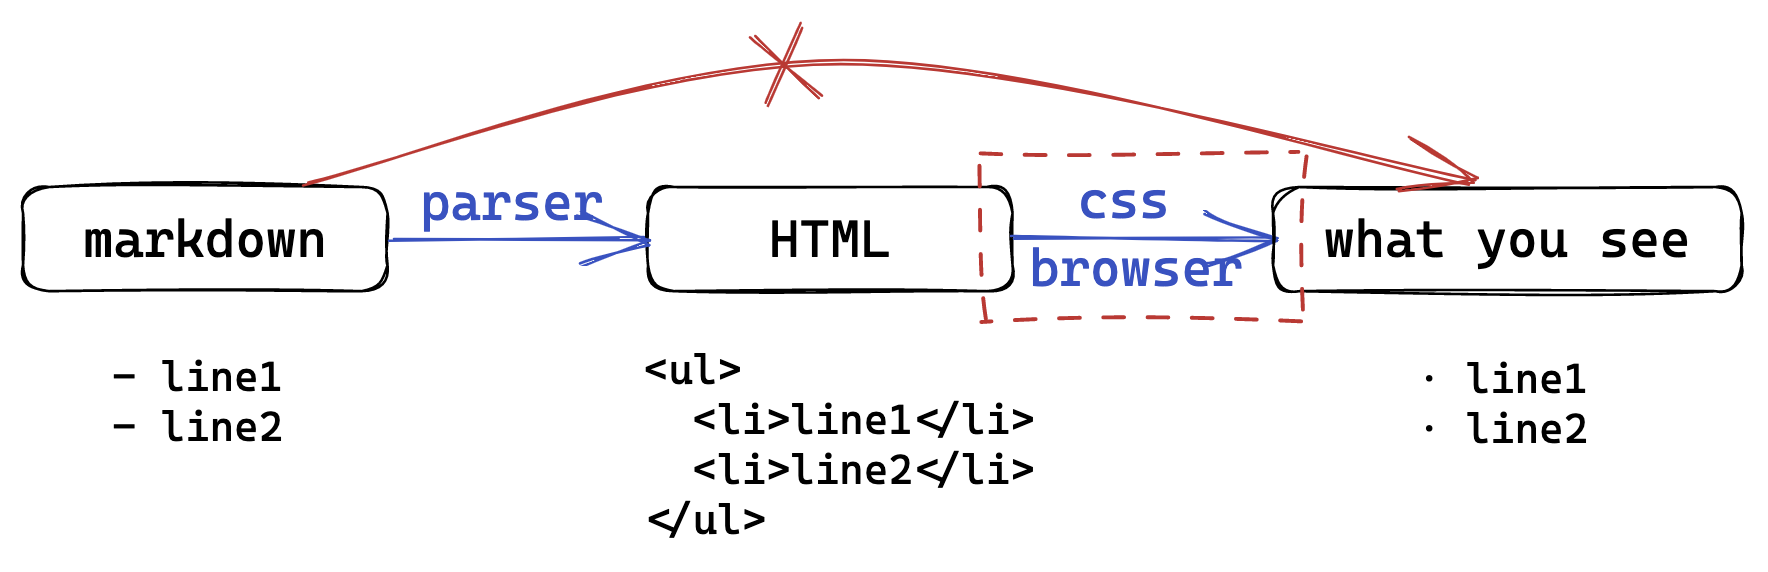 parser
css
markdown
HTML
what you see
browser
- line1
- line2
<ul>
  <li>line1</li>
  <li>line2</li>
</ul>
· line1
· line2